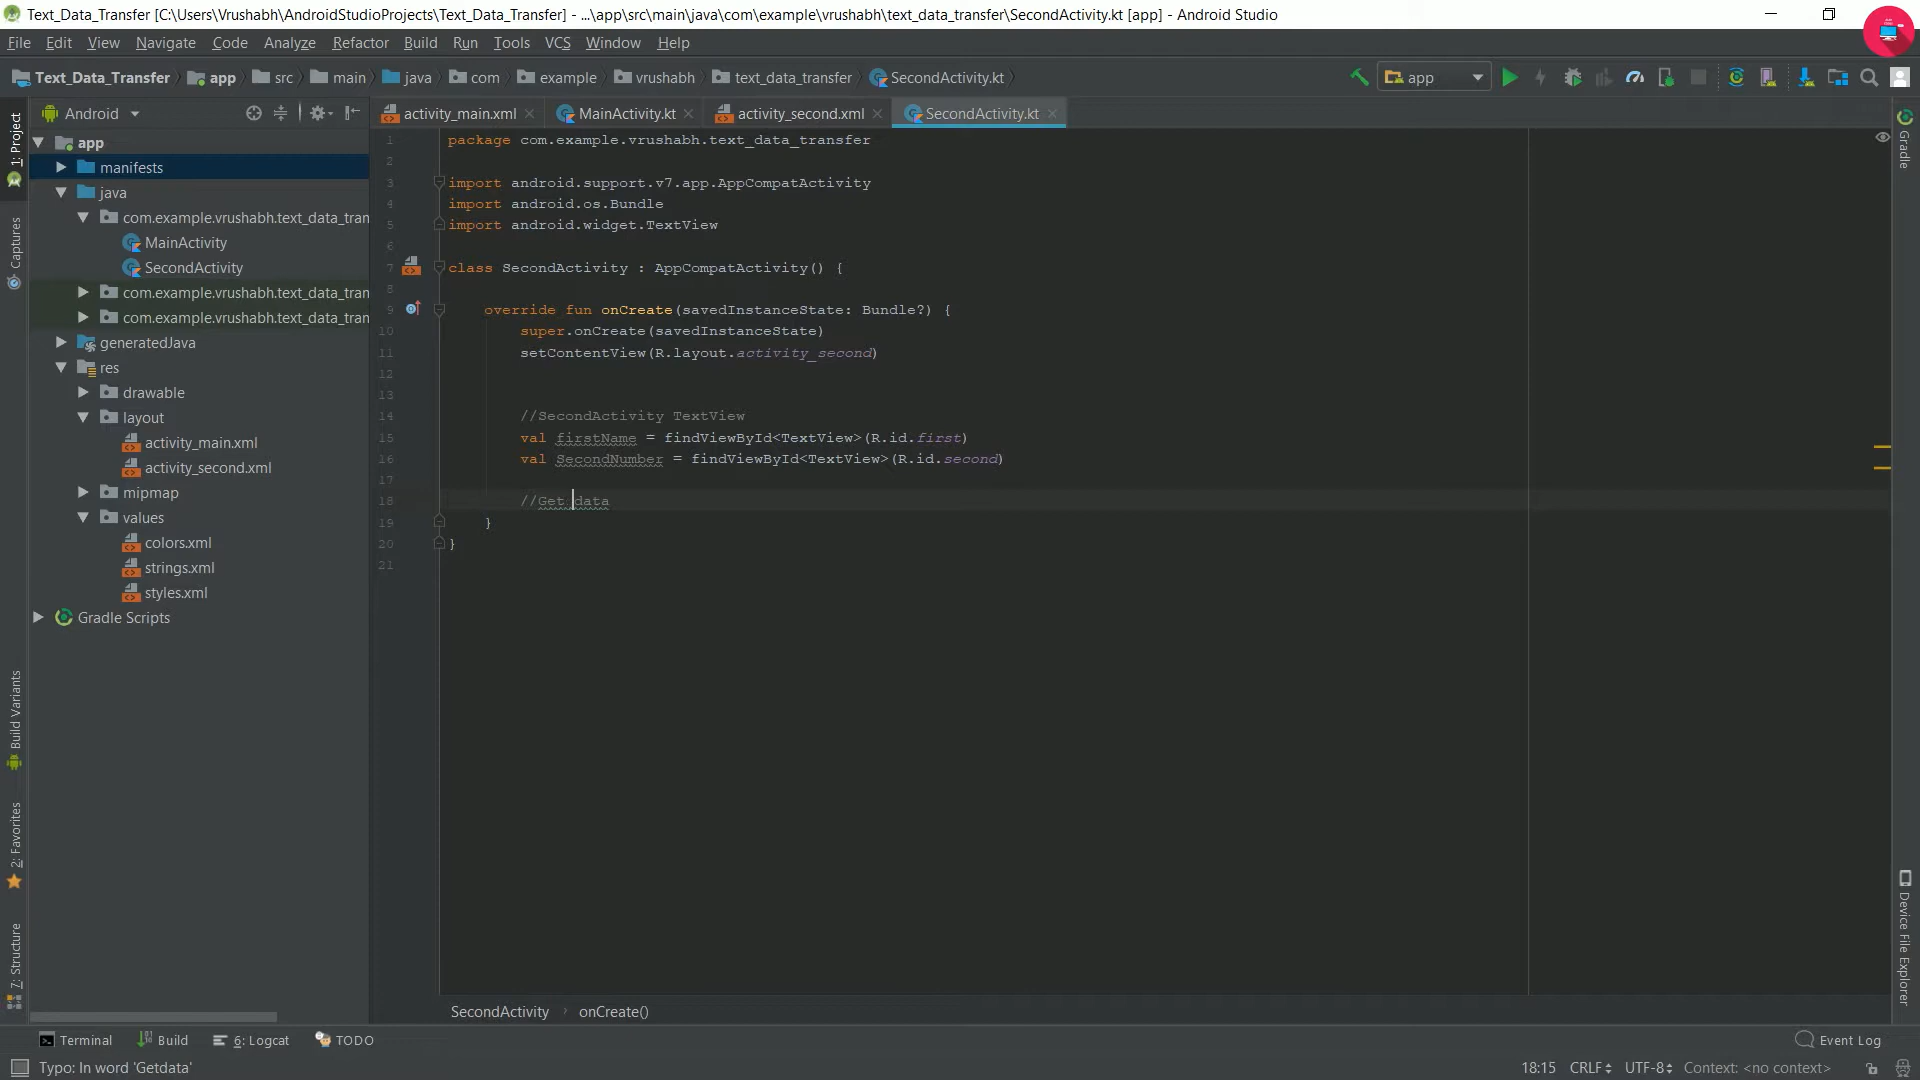 Text_Data_Transfer [C:\Users\Vrushabh\AndroidStudioProjects\Text_Data_Transfer] - ...\app\src\main\java\com\example\vrushabh\text_data_transfer\SecondActivity.kt [app] - Android Studio
File Edit View Navigate Code Analyze Refactor Build Run Tools VCS Window Help
Text_Data_Transfer app src main java com example vrushabh text_data_transfer SecondActivity.kt app
Android activity_main.xml MainActivity.kt activity_second.xml SecondActivity.kt
1: Project
Captures
Build Variants
2: Favorites
7: Structure
app
manifests
java
com.example.vrushabh.text_data_tran
MainActivity
SecondActivity
com.example.vrushabh.text_data_tran
com.example.vrushabh.text_data_tran
generatedJava
res
drawable
layout
activity_main.xml
activity_second.xml
mipmap
values
colors.xml
strings.xml
styles.xml
Gradle Scripts
1 package com.example.vrushabh.text_data_transfer
2
3 import android.support.v7.app.AppCompatActivity
4 import android.os.Bundle
5 import android.widget.TextView
6
7 class SecondActivity : AppCompatActivity() {
8
9 override fun onCreate(savedInstanceState: Bundle?) {
10 super.onCreate(savedInstanceState)
11 setContentView(R.layout.activity_second)
12
13
14 //SecondActivity TextView
15 val firstName = findViewById<TextView>(R.id.first)
16 val SecondNumber = findViewById<TextView>(R.id.second)
17
18 //Get data
19 }
20 }
21
Gradle
Device File Explorer
SecondActivity onCreate()
Terminal Build 6: Logcat TODO Event Log
Typo: In word 'Getdata' 18:15 CRLF UTF-8 Context: <no context>